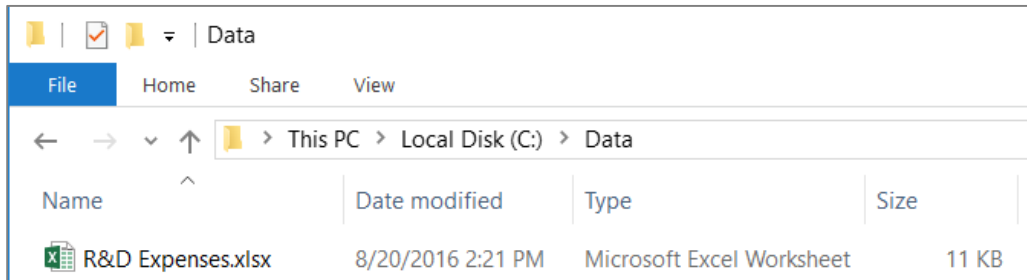 Data
File Home Share View
This PC > Local Disk (C:) > Data
Name Date modified Type Size
R&D Expenses.xlsx 8/20/2016 2:21 PM Microsoft Excel Worksheet 11 KB